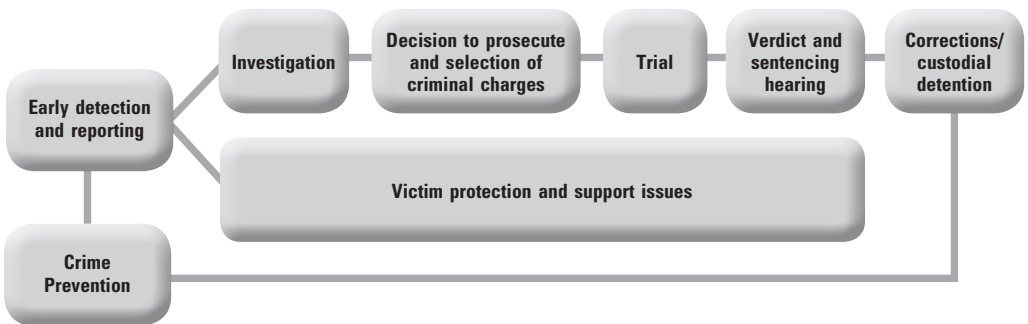 Early detection
and reporting
Investigation
Decision to prosecute
and selection of
criminal charges
Trial
Verdict and
sentencing
hearing
Corrections/
custodial
detention
Victim protection and support issues
Crime
Prevention